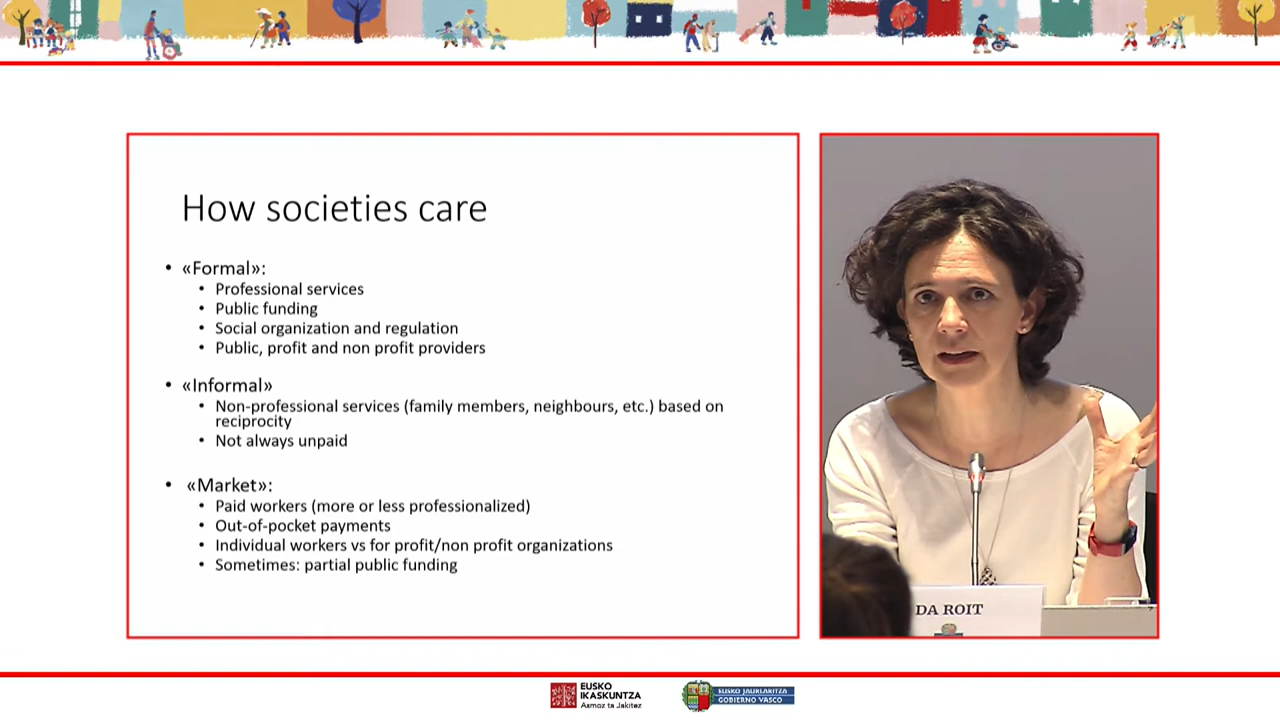 How societies care
• «Formal»:
• Professional services
• Public funding
• Social organization and regulation
• Public, profit and non profit providers
• «Informal»
• Non-professional services (family members, neighbours, etc.) based on
reciprocity
• Not always unpaid
• «Market»:
• Paid workers (more or less professionalized)
• Out-of-pocket payments
• Individual workers vs for profit/non profit organizations
• Sometimes: partial public funding
DA ROIT
EUSKO
IKASKUNTZA
Asmoz ta Jakitez
EUSKO JAURLARITZA
GOBIERNO VASCO